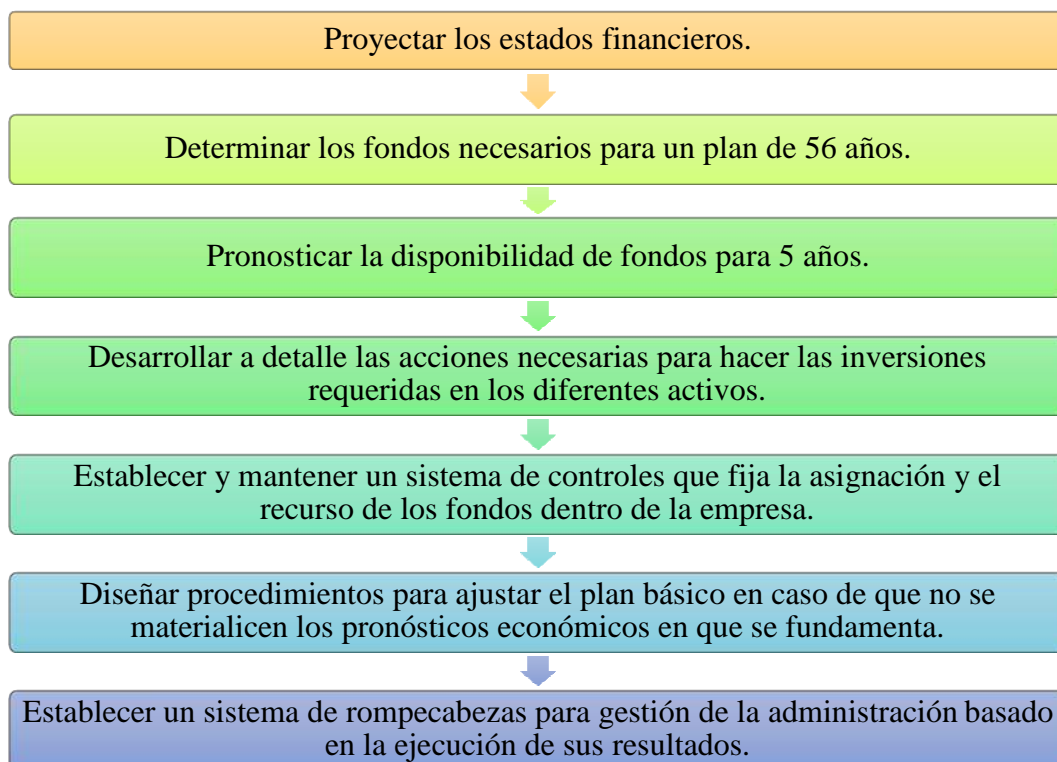 Proyectar los estados financieros.
Determinar los fondos necesarios para un plan de 56 años.
Pronosticar la disponibilidad de fondos para 5 años.
Desarrollar a detalle las acciones necesarias para hacer las inversiones
requeridas en los diferentes activos.
Establecer y mantener un sistema de controles que fija la asignación y el
recurso de los fondos dentro de la empresa.
Diseñar procedimientos para ajustar el plan básico en caso de que no se
materialicen los pronósticos económicos en que se fundamenta.
Establecer un sistema de rompecabezas para gestión de la administración basado
en la ejecución de sus resultados.